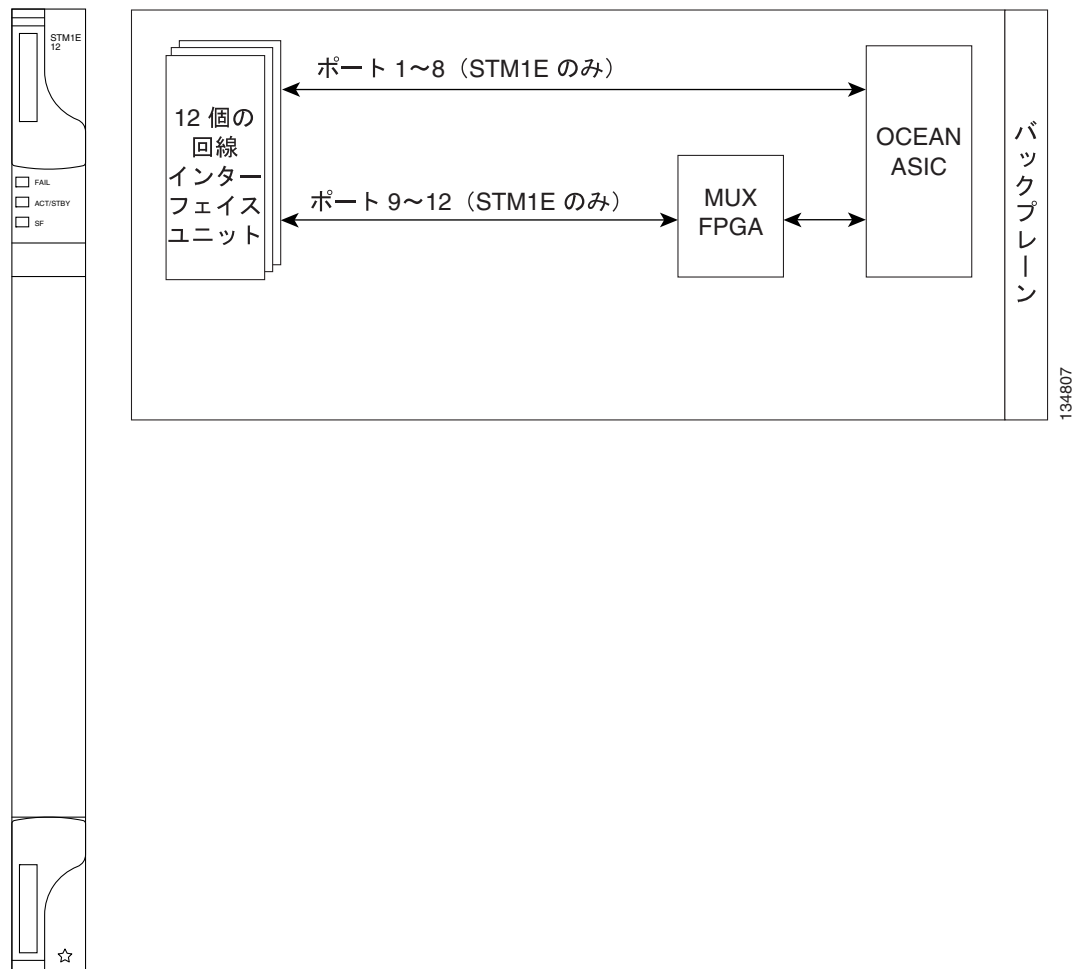 STM1E
12
FAIL
ACT/STBY
SF
12 個の
回線
インター
フェイス
ユニット
ポート 1~8（STM1E のみ）
ポート 9~12（STM1E のみ）
MUX
FPGA
OCEAN
ASIC
バックプレーン
134807